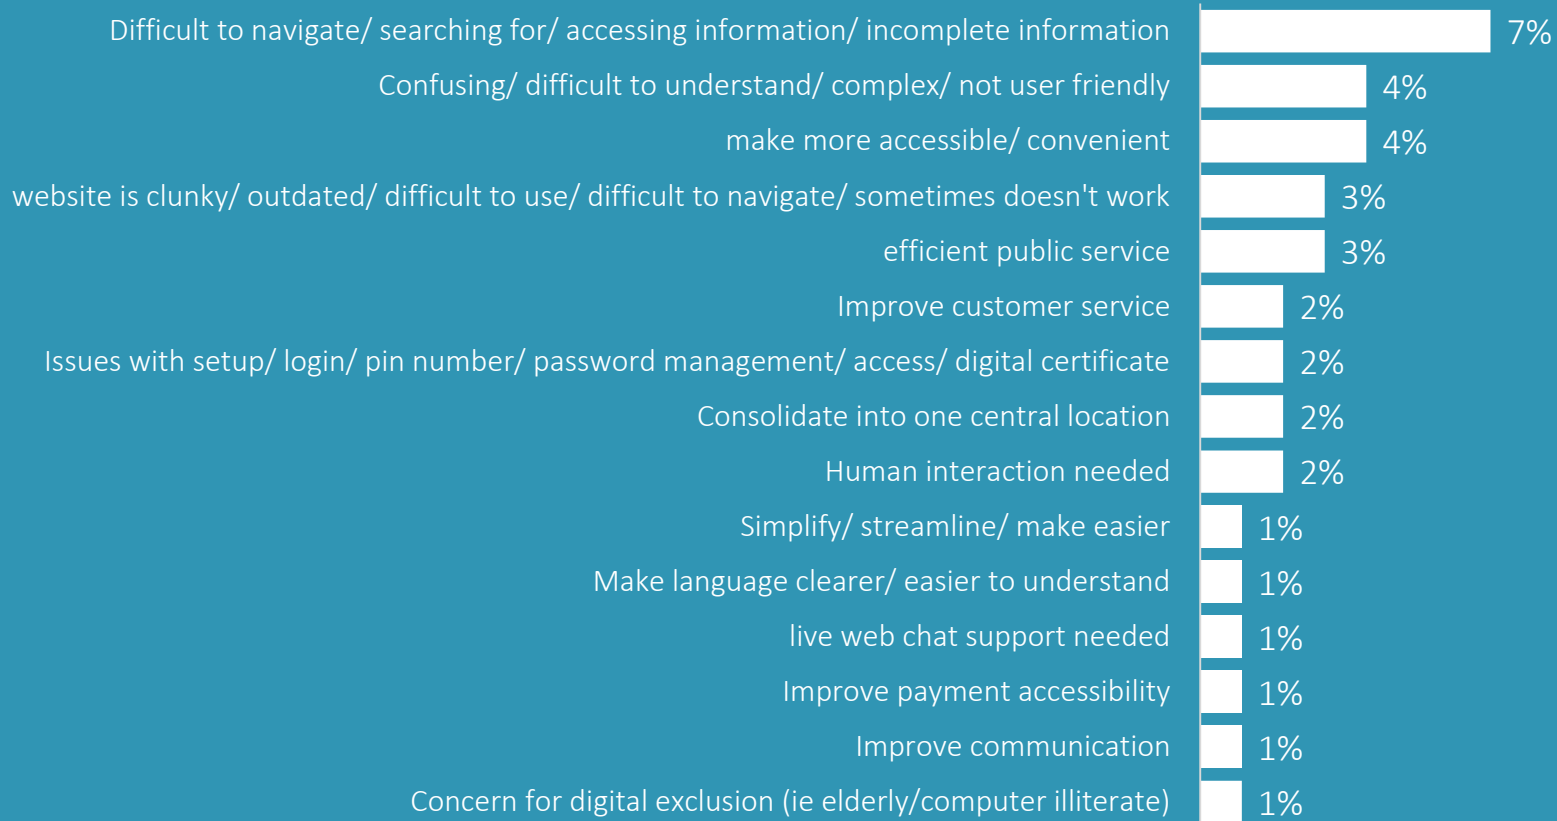 Difficult to navigate/ searching for/ accessing information/ incomplete information 7%
Confusing/ difficult to understand/ complex/ not user friendly 4%
make more accessible/ convenient 4%
website is clunky/ outdated/ difficult to use/ difficult to navigate/ sometimes doesn't work 3%
efficient public service 3%
Improve customer service 2%
Issues with setup/ login/ pin number/ password management/ access/ digital certificate 2%
Consolidate into one central location 2%
Human interaction needed 2%
Simplify/ streamline/ make easier 1%
Make language clearer/ easier to understand 1%
live web chat support needed 1%
Improve payment accessibility 1%
Improve communication 1%
Concern for digital exclusion (ie elderly/computer illiterate) 1%